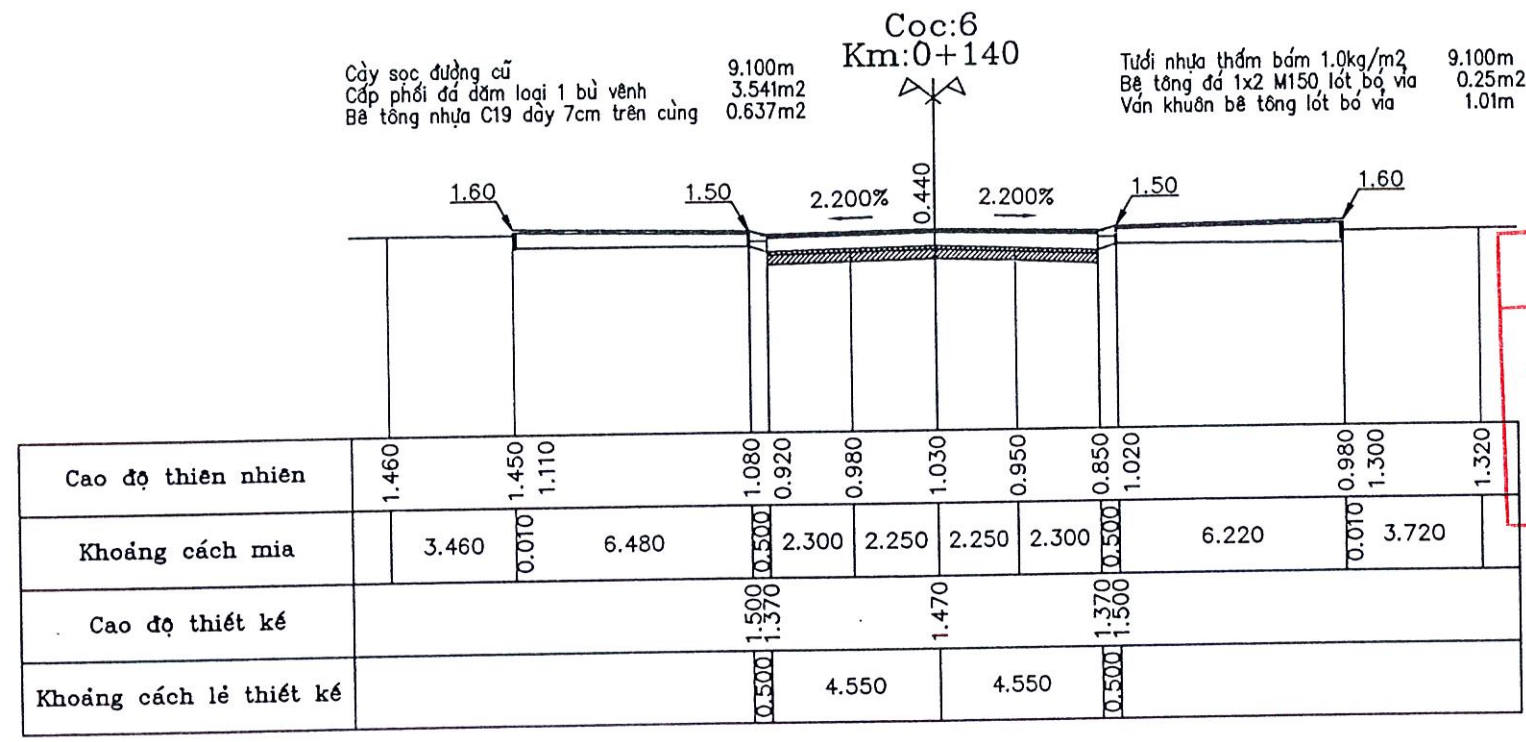 Cọc:6
Km:0+140
Cày sọc đường cũ 9.100m
Cấp phối đá dăm loại 1 bù vênh 3.541m2
Bê tông nhựa C19 dày 7cm trên cùng 0.637m2
Tưới nhựa thấm bám 1.0kg/m2 9.100m
Bê tông đá 1x2 M150 lót bó vỉa 0.25m2
Ván khuôn bê tông lót bó vỉa 1.01m
1.60 1.50 2.200% 0.440 2.200% 1.50 1.60
Cao độ thiên nhiên 1.460 1.450 1.110 1.080 0.920 0.980 1.030 0.950 0.850 1.020 0.980 1.300 1.320
Khoảng cách mia 3.460 0.010 6.480 0.500 2.300 2.250 2.250 2.300 0.500 6.220 0.010 3.720
Cao độ thiết kế 1.500 1.370 1.470 1.370 1.500
Khoảng cách lẻ thiết kế 0.500 4.550 4.550 0.500